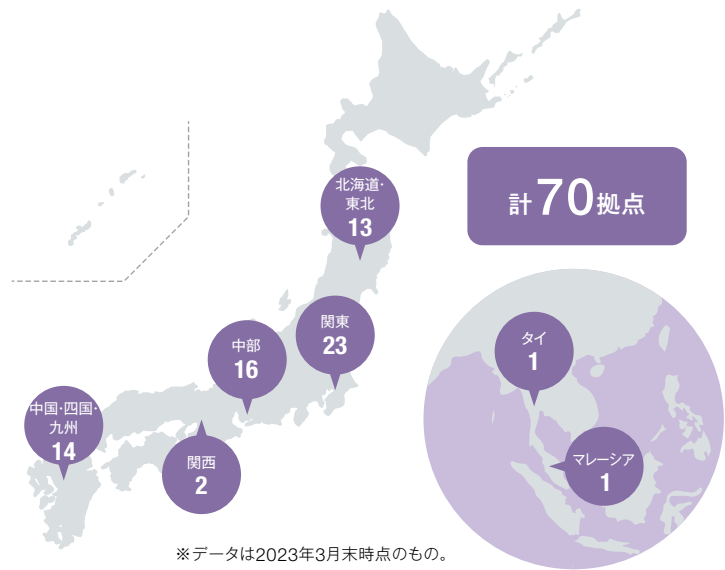 北海道・
東北
13
計70拠点
関東
23
中部
16
タイ
1
中国・四国・
九州
14
関西
2
マレーシア
1
※データは2023年3月末時点のもの。